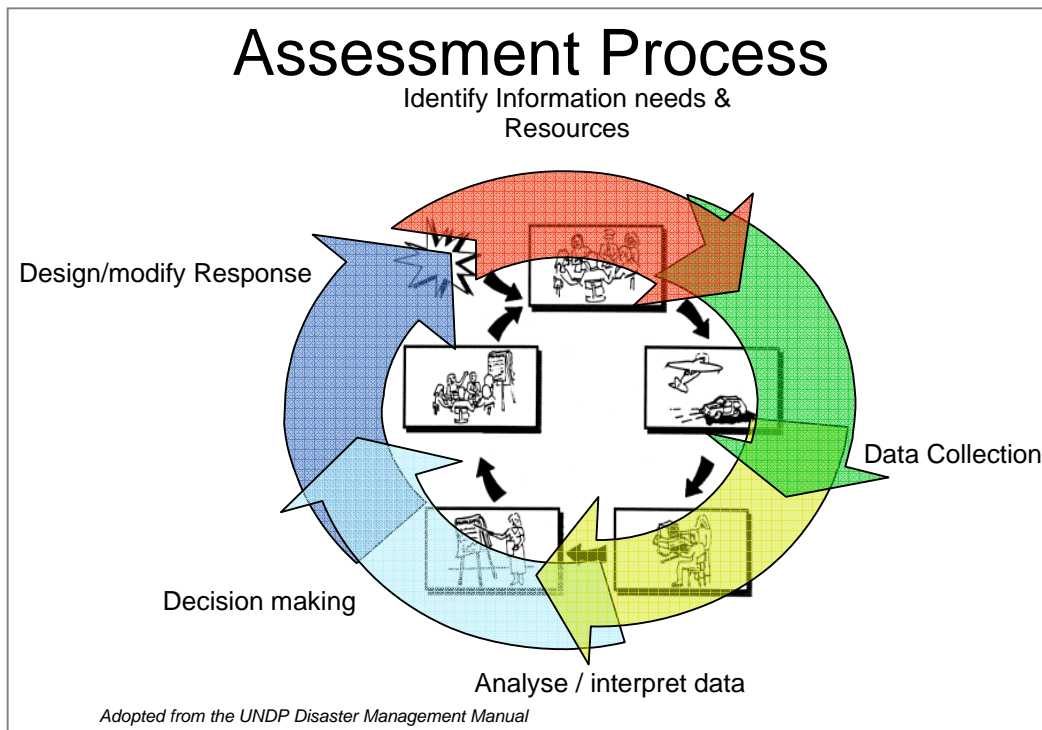 Assessment Process
Identify Information needs &
Resources
Design/modify Response
Data Collection
Decision making
Analyse / interpret data
Adopted from the UNDP Disaster Management Manual